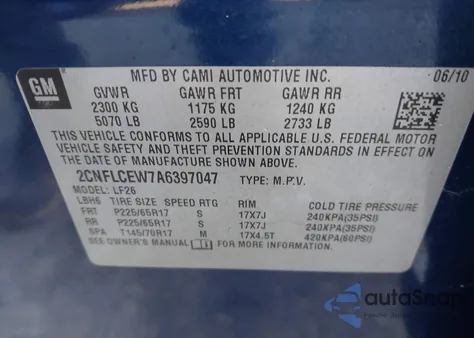 MFD BY CAMI AUTOMOTIVE INC. 06/10
GM
GVWR GAWR FRT GAWR RR
2300 KG 1175 KG 1240 KG
5070 LB 2590 LB 2733 LB
THIS VEHICLE CONFORMS TO ALL APPLICABLE U.S. FEDERAL MOTOR
VEHICLE SAFETY AND THEFT PREVENTION STANDARDS IN EFFECT ON
THE DATE OF MANUFACTURE SHOWN ABOVE.
2CNFLCEW7A6397047 TYPE: M.P.V.
MODEL: LF26
LBH6 TIRE SIZE SPEED RTG RIM COLD TIRE PRESSURE
FRT P225/65R17 S 17X7J 240KPA(35PSI)
RR P225/65R17 S 17X7J 240KPA(35PSI)
SPA T145/70R17 M 17X4.5T 420KPA(60PSI)
SEE OWNER'S MANUAL FOR MORE INFORMATION.